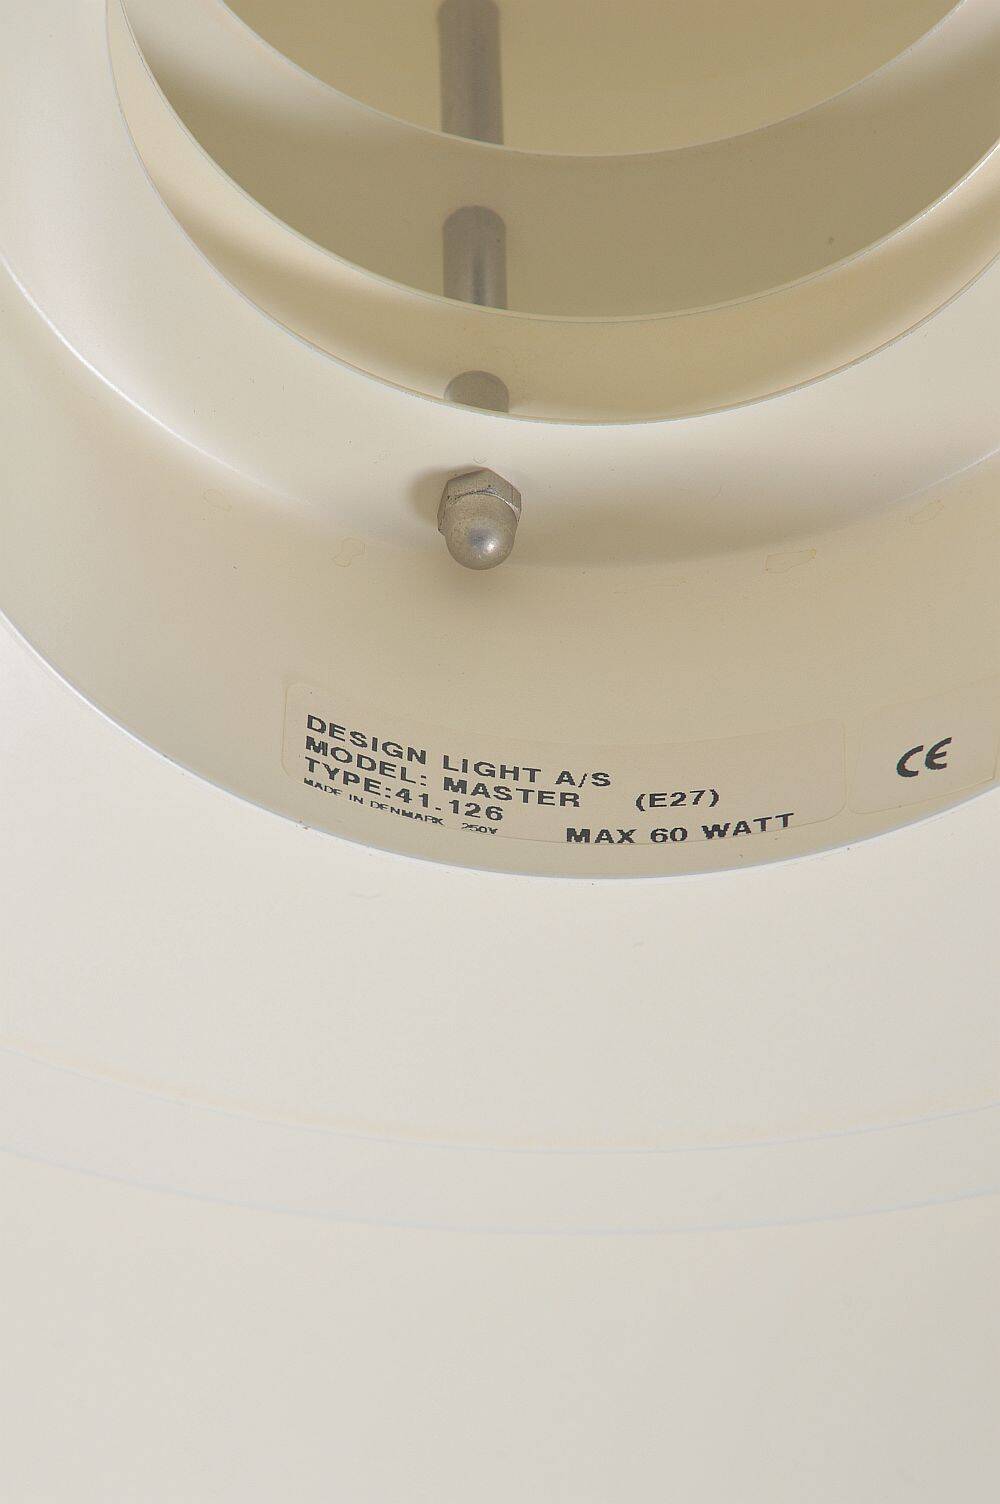 DESIGN LIGHT A/S
MODEL: MASTER (E27)
TYPE:41-126 MAX 60 WATT
MADE IN DENMARK 250V
CE